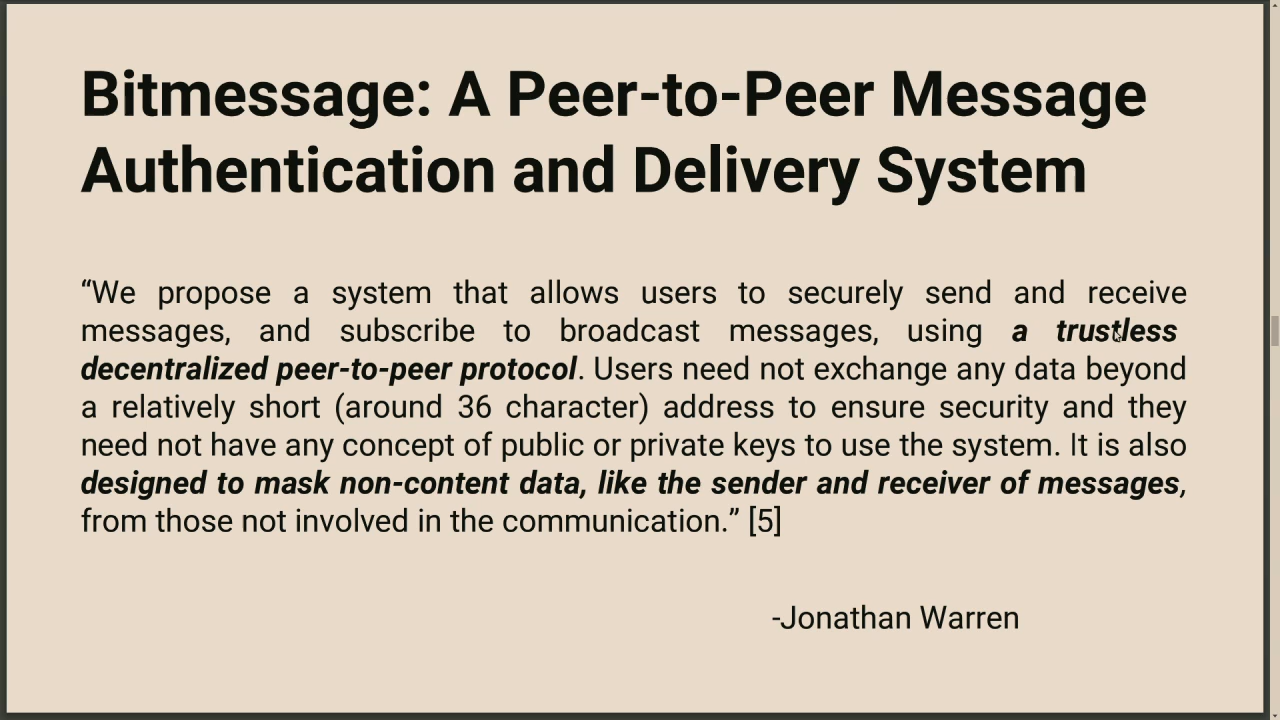 Bitmessage: A Peer-to-Peer Message
Authentication and Delivery System
“We propose a system that allows users to securely send and receive
messages, and subscribe to broadcast messages, using a trustless
decentralized peer-to-peer protocol. Users need not exchange any data beyond
a relatively short (around 36 character) address to ensure security and they
need not have any concept of public or private keys to use the system. It is also
designed to mask non-content data, like the sender and receiver of messages,
from those not involved in the communication.” [5]
-Jonathan Warren